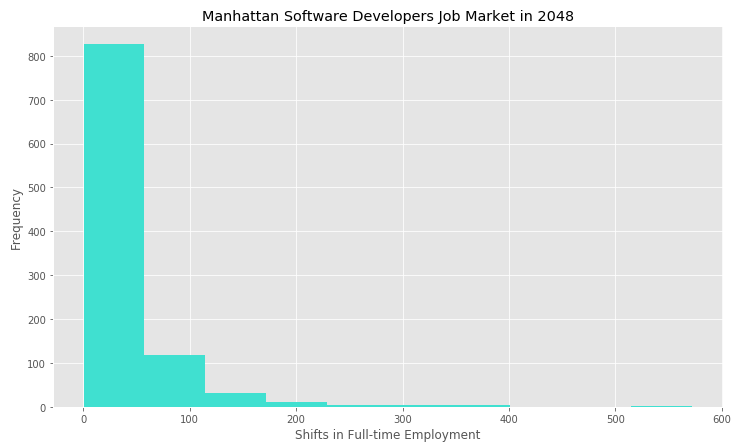 Manhattan Software Developers Job Market in 2048
800
700
600
500
400
300
200
100
0
Frequency
0 100 200 300 400 500 600
Shifts in Full-time Employment